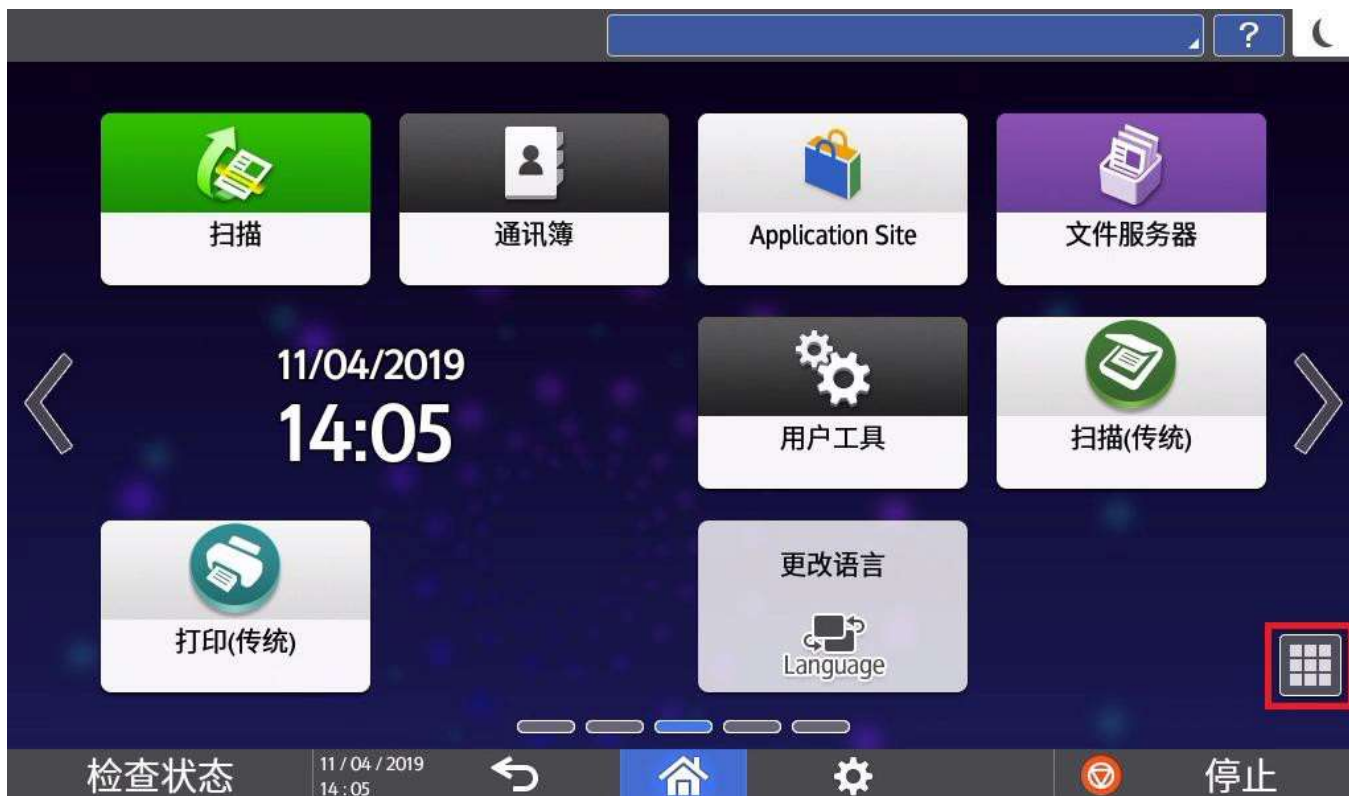 ?
扫描
通讯簿
Application Site
文件服务器
11/04/2019
14:05
用户工具
扫描(传统)
打印(传统)
更改语言
Language
检查状态
11 / 04 / 2019
14 : 05
停止